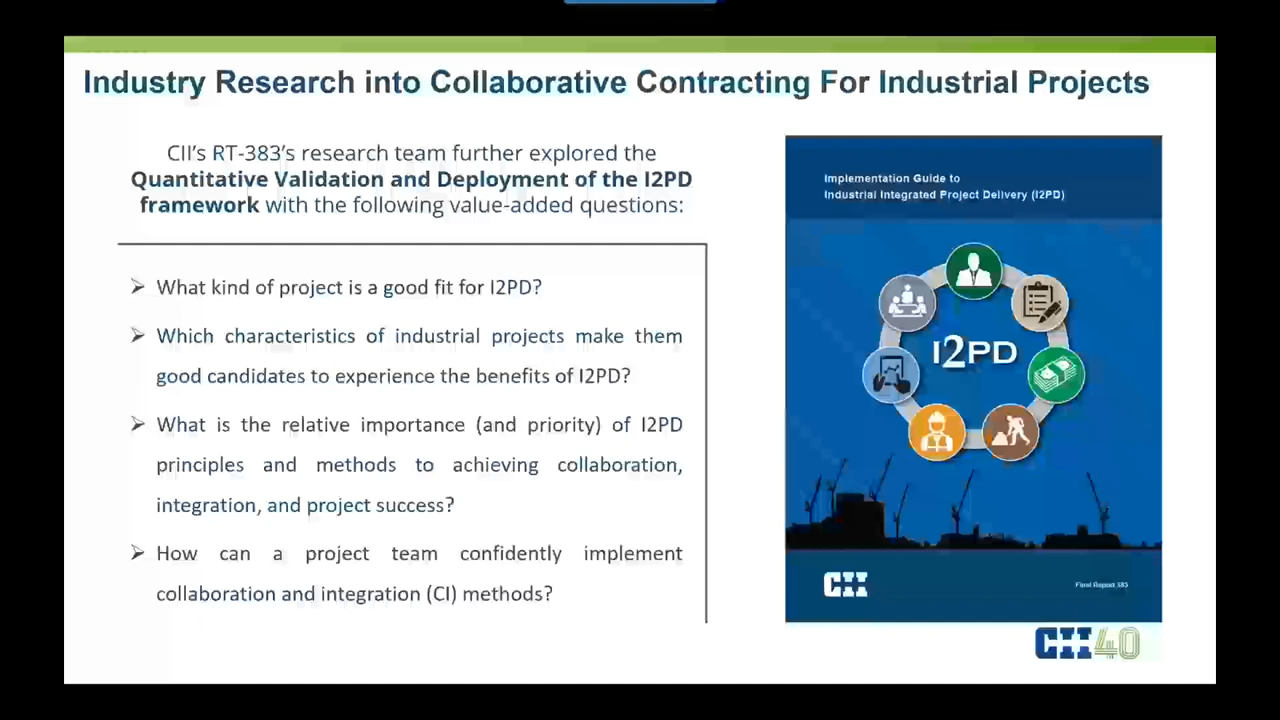 Industry Research into Collaborative Contracting For Industrial Projects
CII's RT-383's research team further explored the
Quantitative Validation and Deployment of the I2PD
framework with the following value-added questions:
➢ What kind of project is a good fit for I2PD?
➢ Which characteristics of industrial projects make them
good candidates to experience the benefits of I2PD?
➢ What is the relative importance (and priority) of I2PD
principles and methods to achieving collaboration,
integration, and project success?
➢ How can a project team confidently implement
collaboration and integration (CI) methods?
Implementation Guide to
Industrial Integrated Project Delivery (I2PD)
I2PD
CII
Final Report 383
CII40